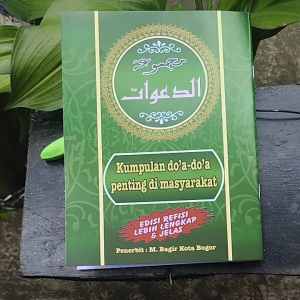 مجموعة
الدعوات
Kumpulan do'a-do'a
penting di masyarakat
EDISI REFISI
LEBIH LENGKAP
& JELAS
Penerbit : M. Bagir Kota Bogor